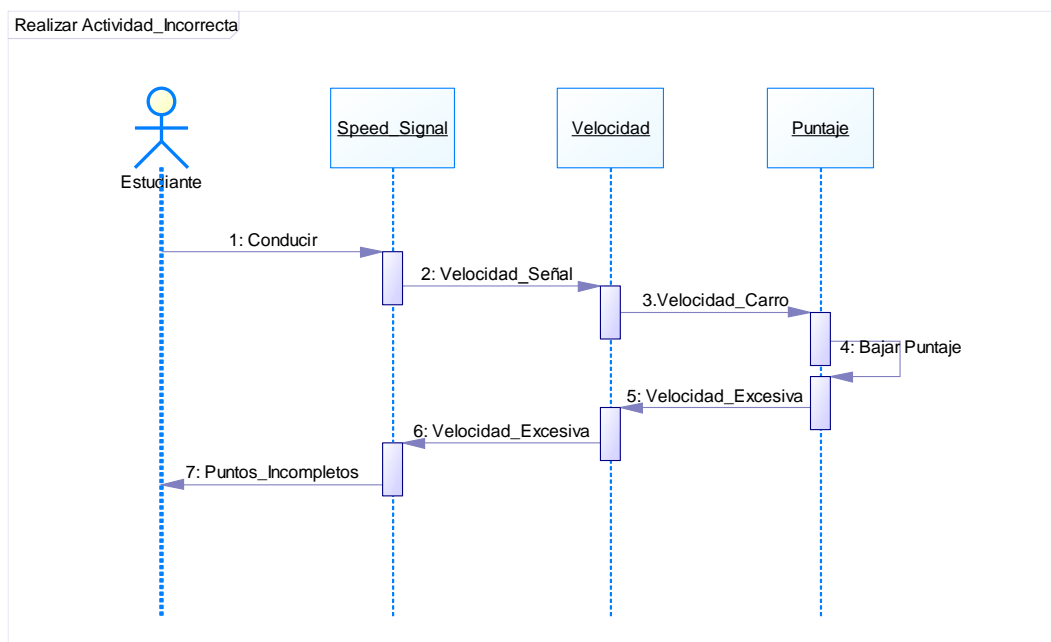 Realizar Actividad_Incorrecta
Speed_Signal
Velocidad
Puntaje
Estudiante
1: Conducir
2: Velocidad_Señal
3.Velocidad_Carro
4: Bajar Puntaje
5: Velocidad_Excesiva
6: Velocidad_Excesiva
7: Puntos_Incompletos